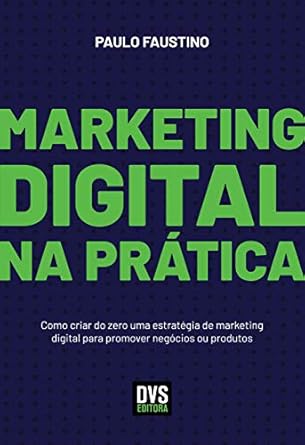 PAULO FAUSTINO
MARKETING
DIGITAL
NA PRÁTICA
Como criar do zero uma estratégia de marketing
digital para promover negócios ou produtos
DVS
EDITORA